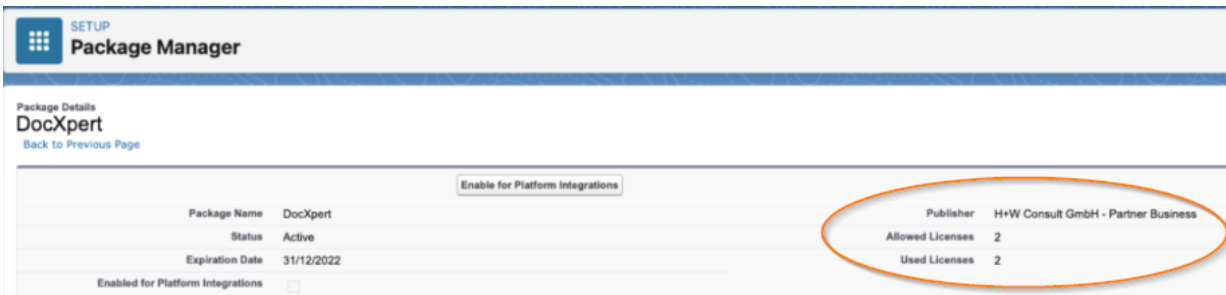 SETUP
Package Manager
Package Details
DocXpert
Back to Previous Page
Enable for Platform Integrations
Package Name DocXpert Publisher H+W Consult GmbH - Partner Business
Status Active Allowed Licenses 2
Expiration Date 31/12/2022 Used Licenses 2
Enabled for Platform Integrations